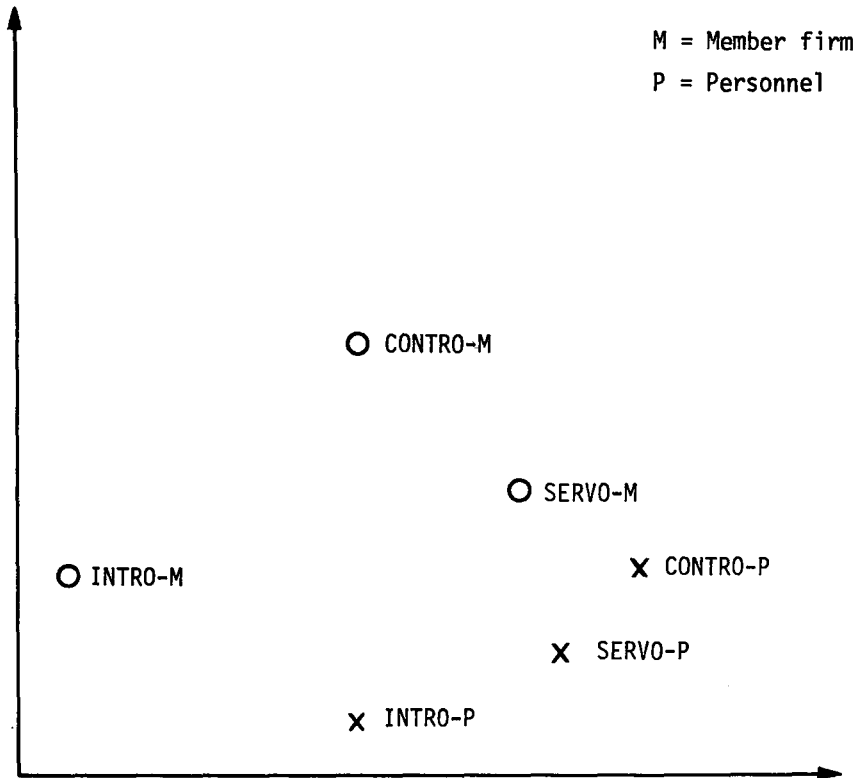 M = Member firm
P = Personnel
CONTRO-M
SERVO-M
CONTRO-P
INTRO-M
SERVO-P
INTRO-P